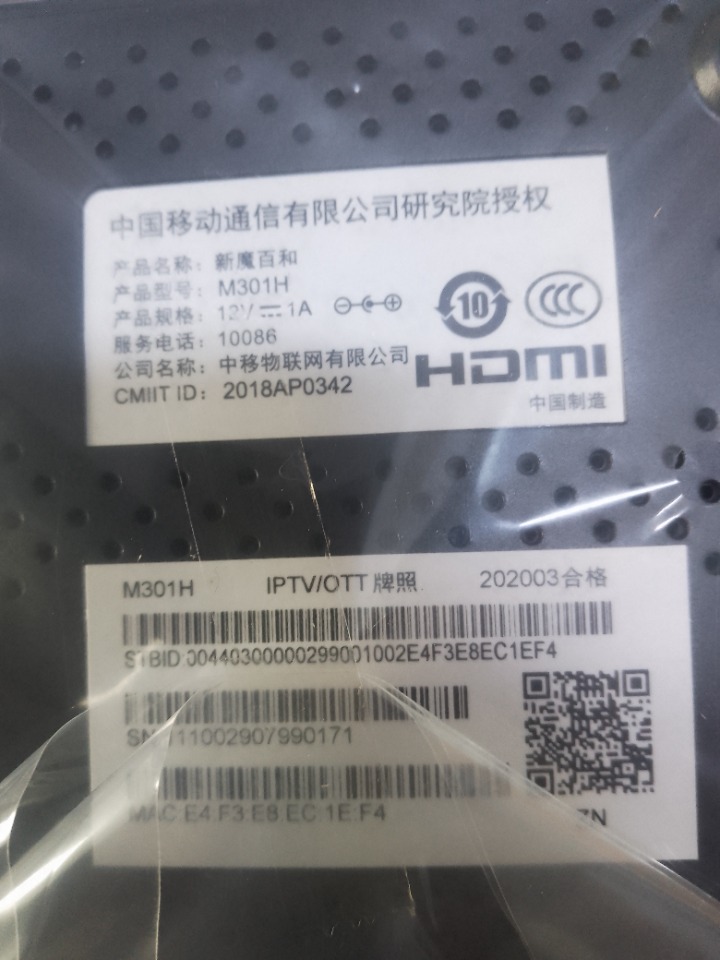 中国移动通信有限公司研究院授权
产品名称：新魔百和
产品型号：M301H
产品规格：12V⎓1A
服务电话：10086
公司名称：中移物联网有限公司
CMIIT ID：2018AP0342
10
CCC
HDMI
中国制造
M301H IPTV/OTT 牌照 202003合格
STBID:00440300000299001002E4F3E8EC1EF4
MAC:E4:F3:E8:EC:1E:F4
ZN